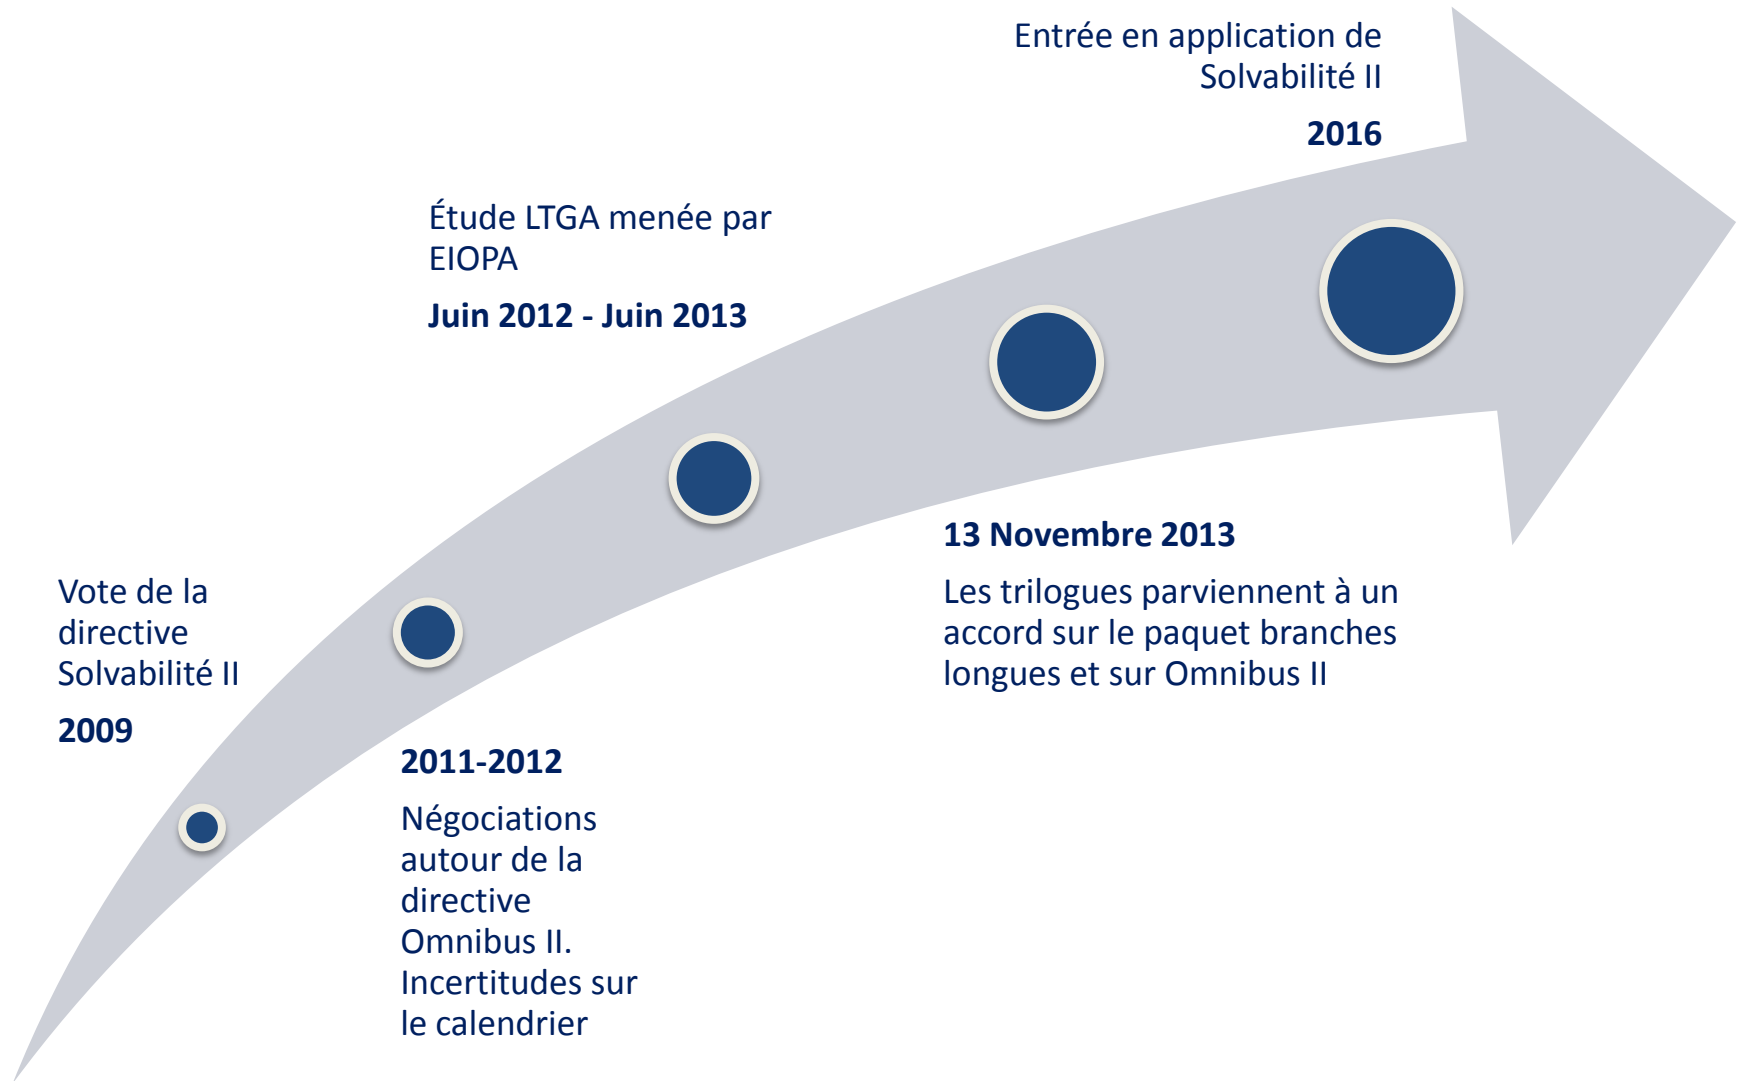 Vote de la
directive
Solvabilité II
2009
2011-2012
Négociations
autour de la
directive
Omnibus II.
Incertitudes sur
le calendrier
Étude LTGA menée par
EIOPA
Juin 2012 - Juin 2013
13 Novembre 2013
Les trilogues parviennent à un
accord sur le paquet branches
longues et sur Omnibus II
Entrée en application de
Solvabilité II
2016